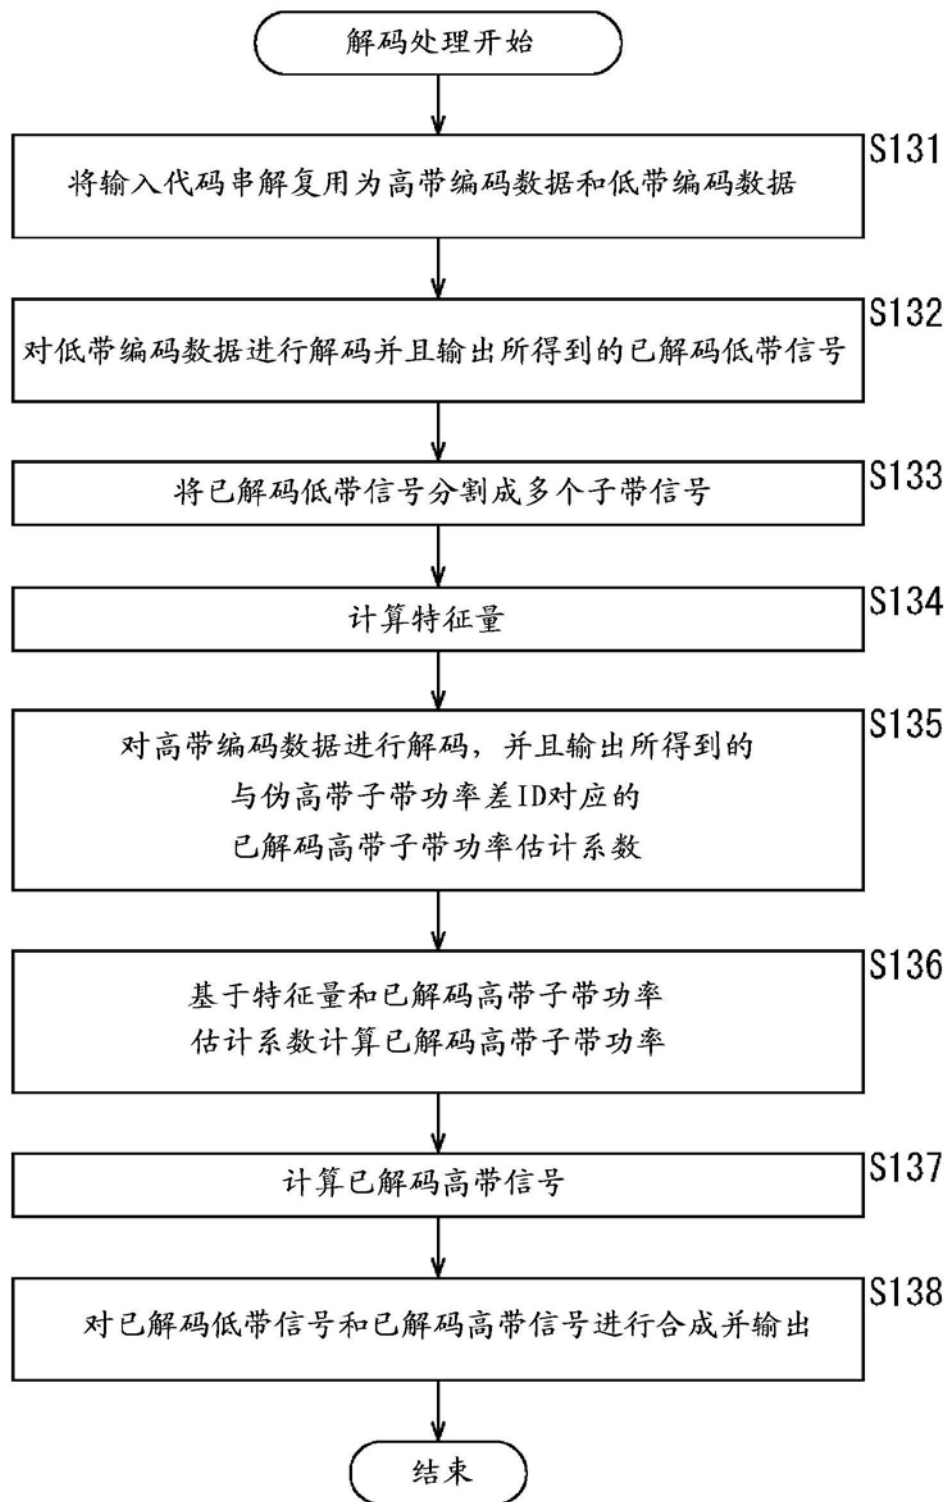 解码处理开始
S131
将输入代码串解复用为高带编码数据和低带编码数据
S132
对低带编码数据进行解码并且输出所得到的已解码低带信号
S133
将已解码低带信号分割成多个子带信号
S134
计算特征量
S135
对高带编码数据进行解码，并且输出所得到的
与伪高带子带功率差ID对应的
已解码高带子带功率估计系数
S136
基于特征量和已解码高带子带功率
估计系数计算已解码高带子带功率
S137
计算已解码高带信号
S138
对已解码低带信号和已解码高带信号进行合成并输出
结束